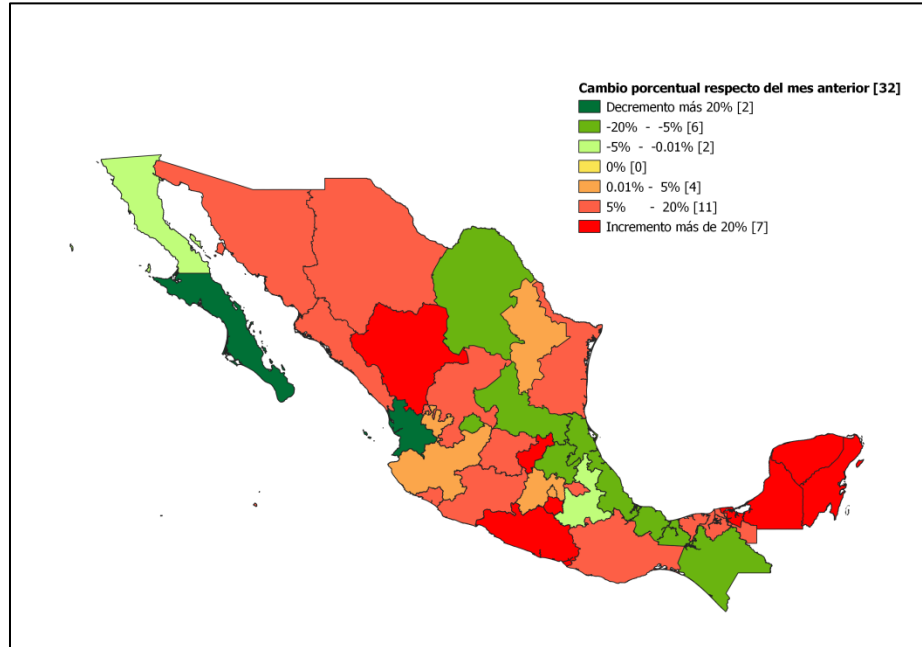 Cambio porcentual respecto del mes anterior [32]
Decremento más 20% [2]
-20% - -5% [6]
-5% - -0.01% [2]
0% [0]
0.01% - 5% [4]
5% - 20% [11]
Incremento más de 20% [7]